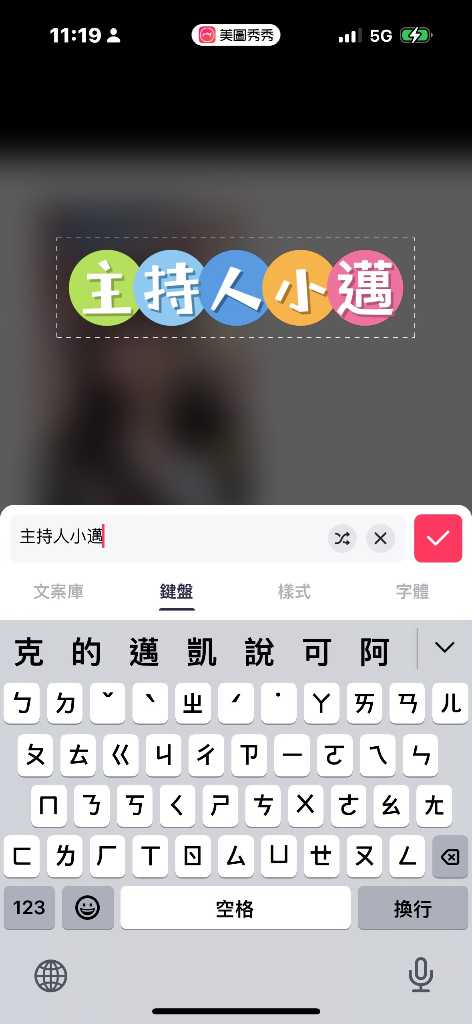 11:19
美圖秀秀
5G
主持人小邁
主持人小邁
文案庫 鍵盤 樣式 字體
克 的 邁 凱 說 可 阿
ㄅ ㄉ ˇ ˋ ㄓ ˊ ˙ ㄚ ㄞ ㄢ ㄦ
ㄆ ㄊ ㄍ ㄐ ㄔ ㄗ ㄧ ㄛ ㄟ ㄣ
ㄇ ㄋ ㄎ ㄑ ㄕ ㄘ ㄨ ㄜ ㄠ ㄤ
ㄈ ㄌ ㄏ ㄒ ㄖ ㄙ ㄩ ㄝ ㄡ ㄥ
123 空格 換行